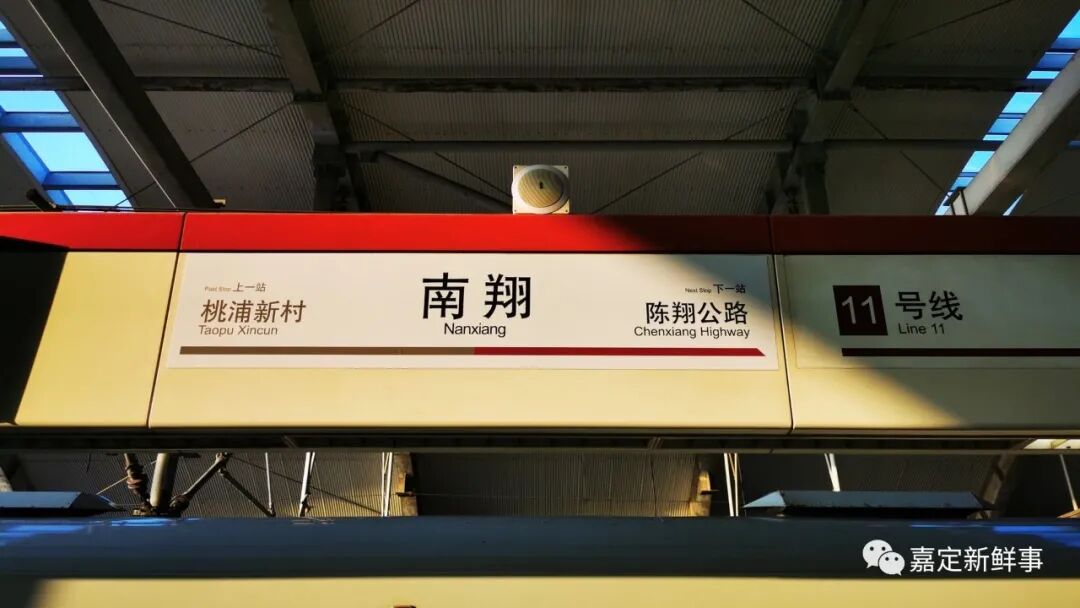 Past Stop 上一站
桃浦新村
Taopu Xincun
南翔
Nanxiang
Next Stop 下一站
陈翔公路
Chenxiang Highway
11 号线
Line 11
嘉定新鲜事